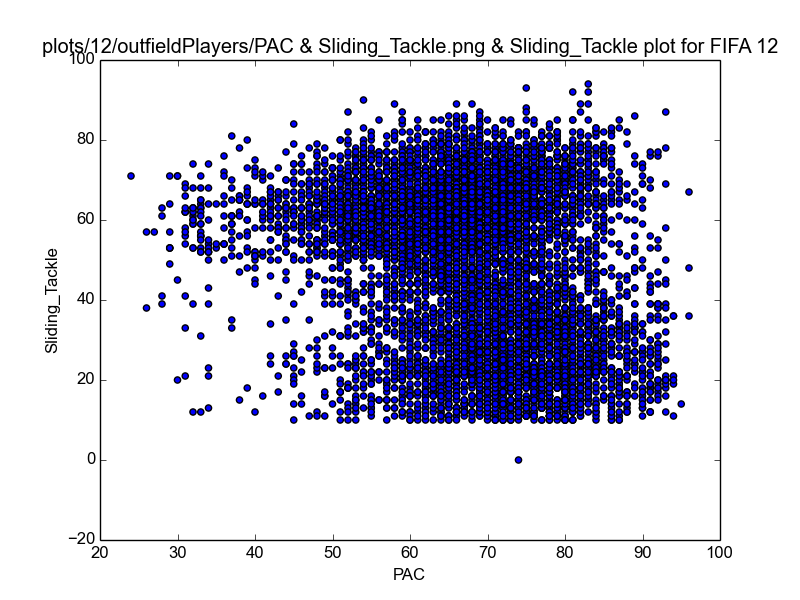 plots/12/outfieldPlayers/PAC & Sliding_Tackle.png & Sliding_Tackle plot for FIFA 12
100
80
60
40
20
0
−20
Sliding_Tackle
20 30 40 50 60 70 80 90 100
PAC